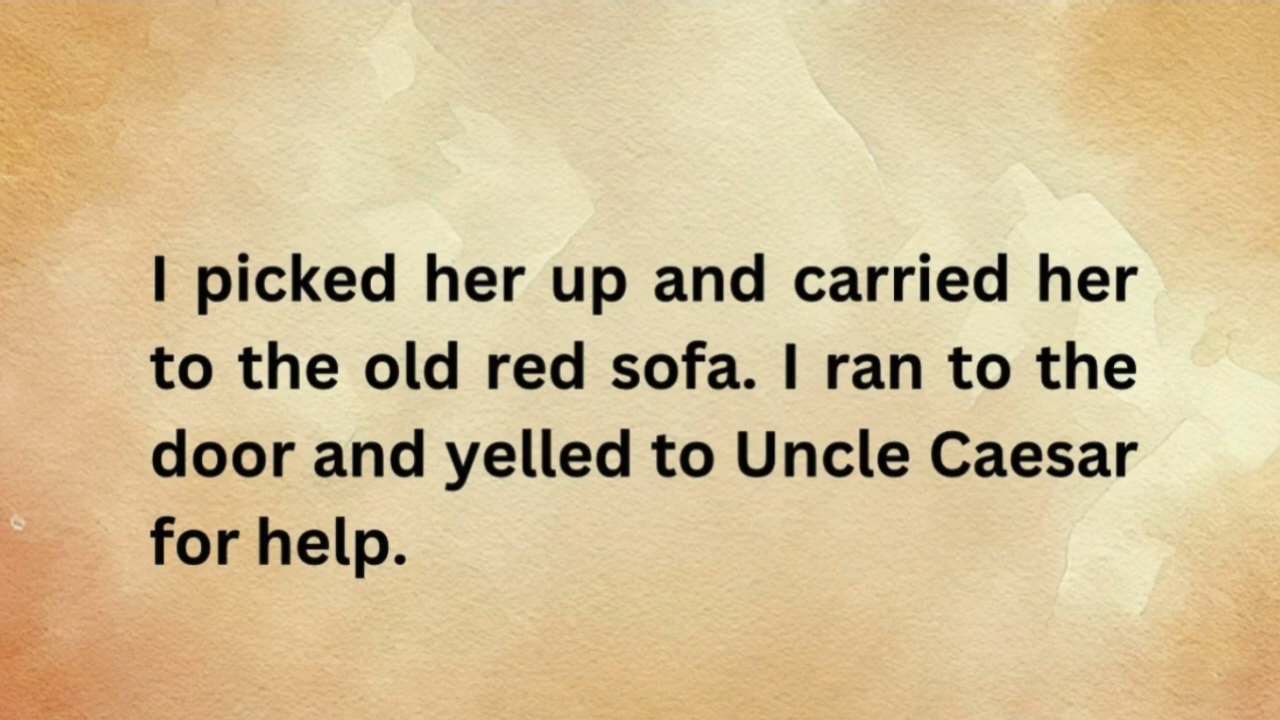 I picked her up and carried her
to the old red sofa. I ran to the
door and yelled to Uncle Caesar
for help.